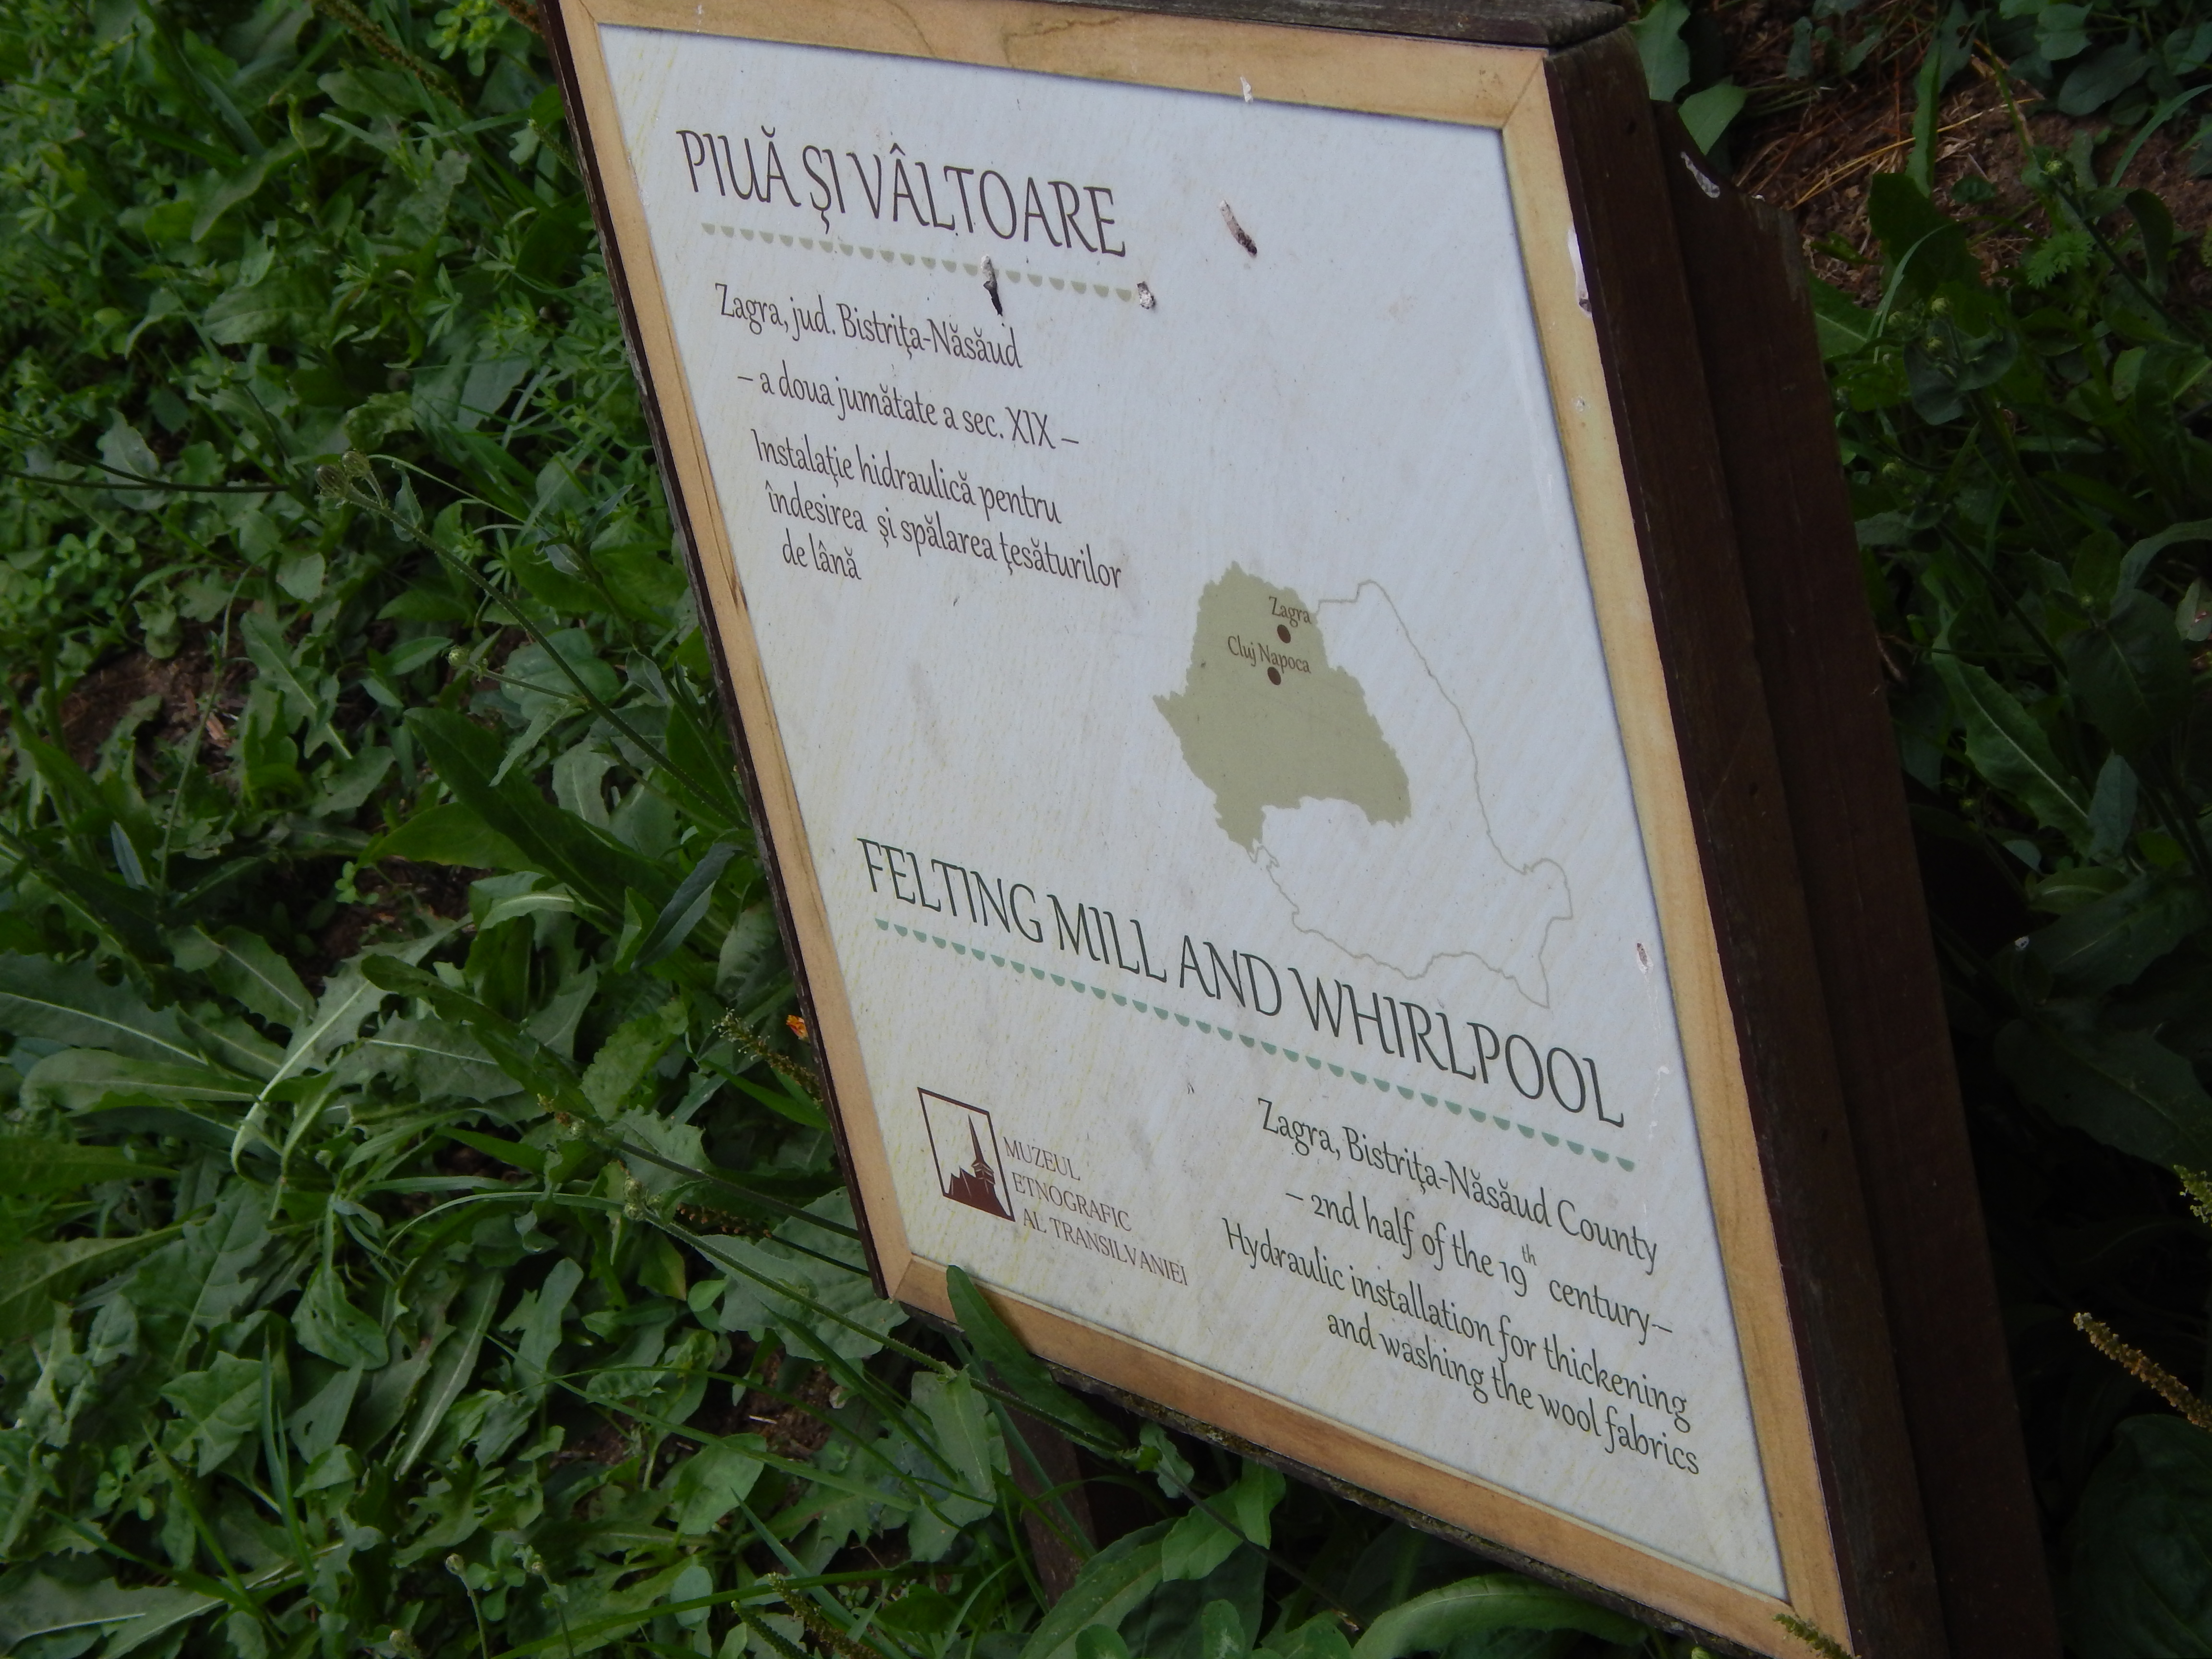 PIUĂ ŞI VÂLTOARE
Zagra, jud. Bistriţa-Năsăud
– a doua jumătate a sec. XIX –
Instalaţie hidraulică pentru
îndesirea şi spălarea ţesăturilor
de lână
Zagra
Cluj Napoca
FELTING MILL AND WHIRLPOOL
Zagra, Bistriţa-Năsăud County
– 2nd half of the 19th century–
Hydraulic installation for thickening
and washing the wool fabrics
MUZEUL
ETNOGRAFIC
AL TRANSILVANIEI